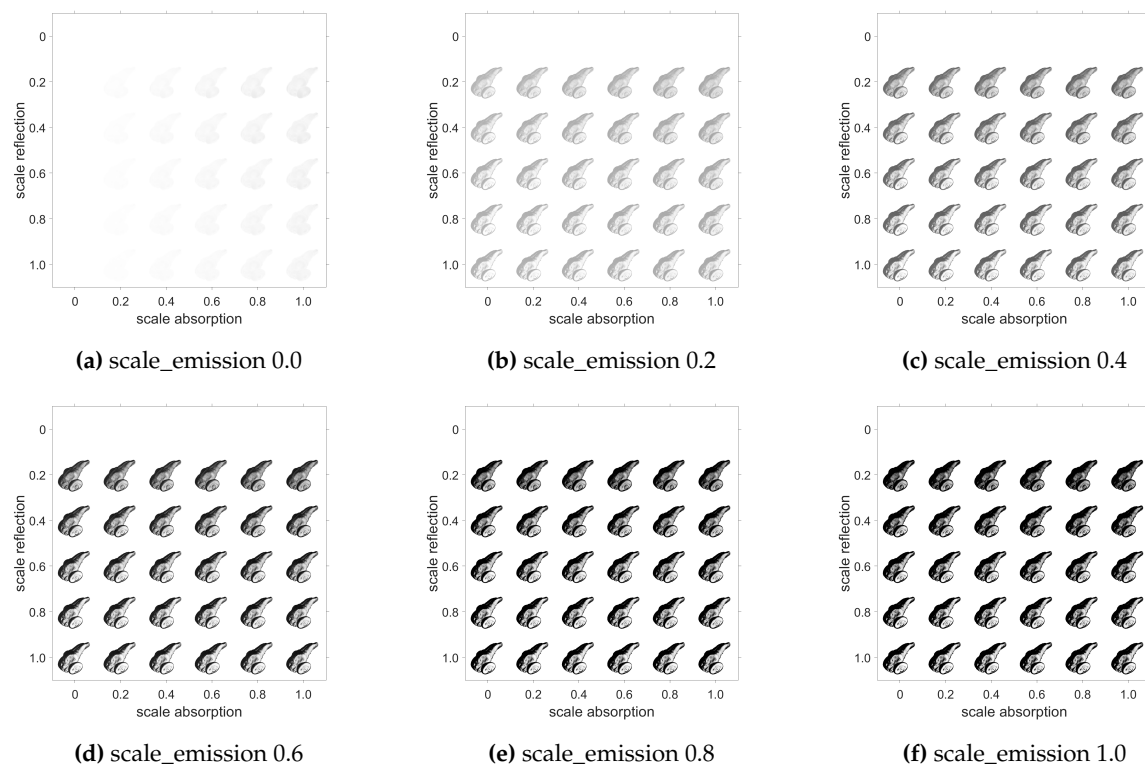 0
0.2
0.4
0.6
0.8
1.0
scale reflection
0 0.2 0.4 0.6 0.8 1.0
scale absorption
(a) scale_emission 0.0
0
0.2
0.4
0.6
0.8
1.0
scale reflection
0 0.2 0.4 0.6 0.8 1.0
scale absorption
(b) scale_emission 0.2
0
0.2
0.4
0.6
0.8
1.0
scale reflection
0 0.2 0.4 0.6 0.8 1.0
scale absorption
(c) scale_emission 0.4
0
0.2
0.4
0.6
0.8
1.0
scale reflection
0 0.2 0.4 0.6 0.8 1.0
scale absorption
(d) scale_emission 0.6
0
0.2
0.4
0.6
0.8
1.0
scale reflection
0 0.2 0.4 0.6 0.8 1.0
scale absorption
(e) scale_emission 0.8
0
0.2
0.4
0.6
0.8
1.0
scale reflection
0 0.2 0.4 0.6 0.8 1.0
scale absorption
(f) scale_emission 1.0